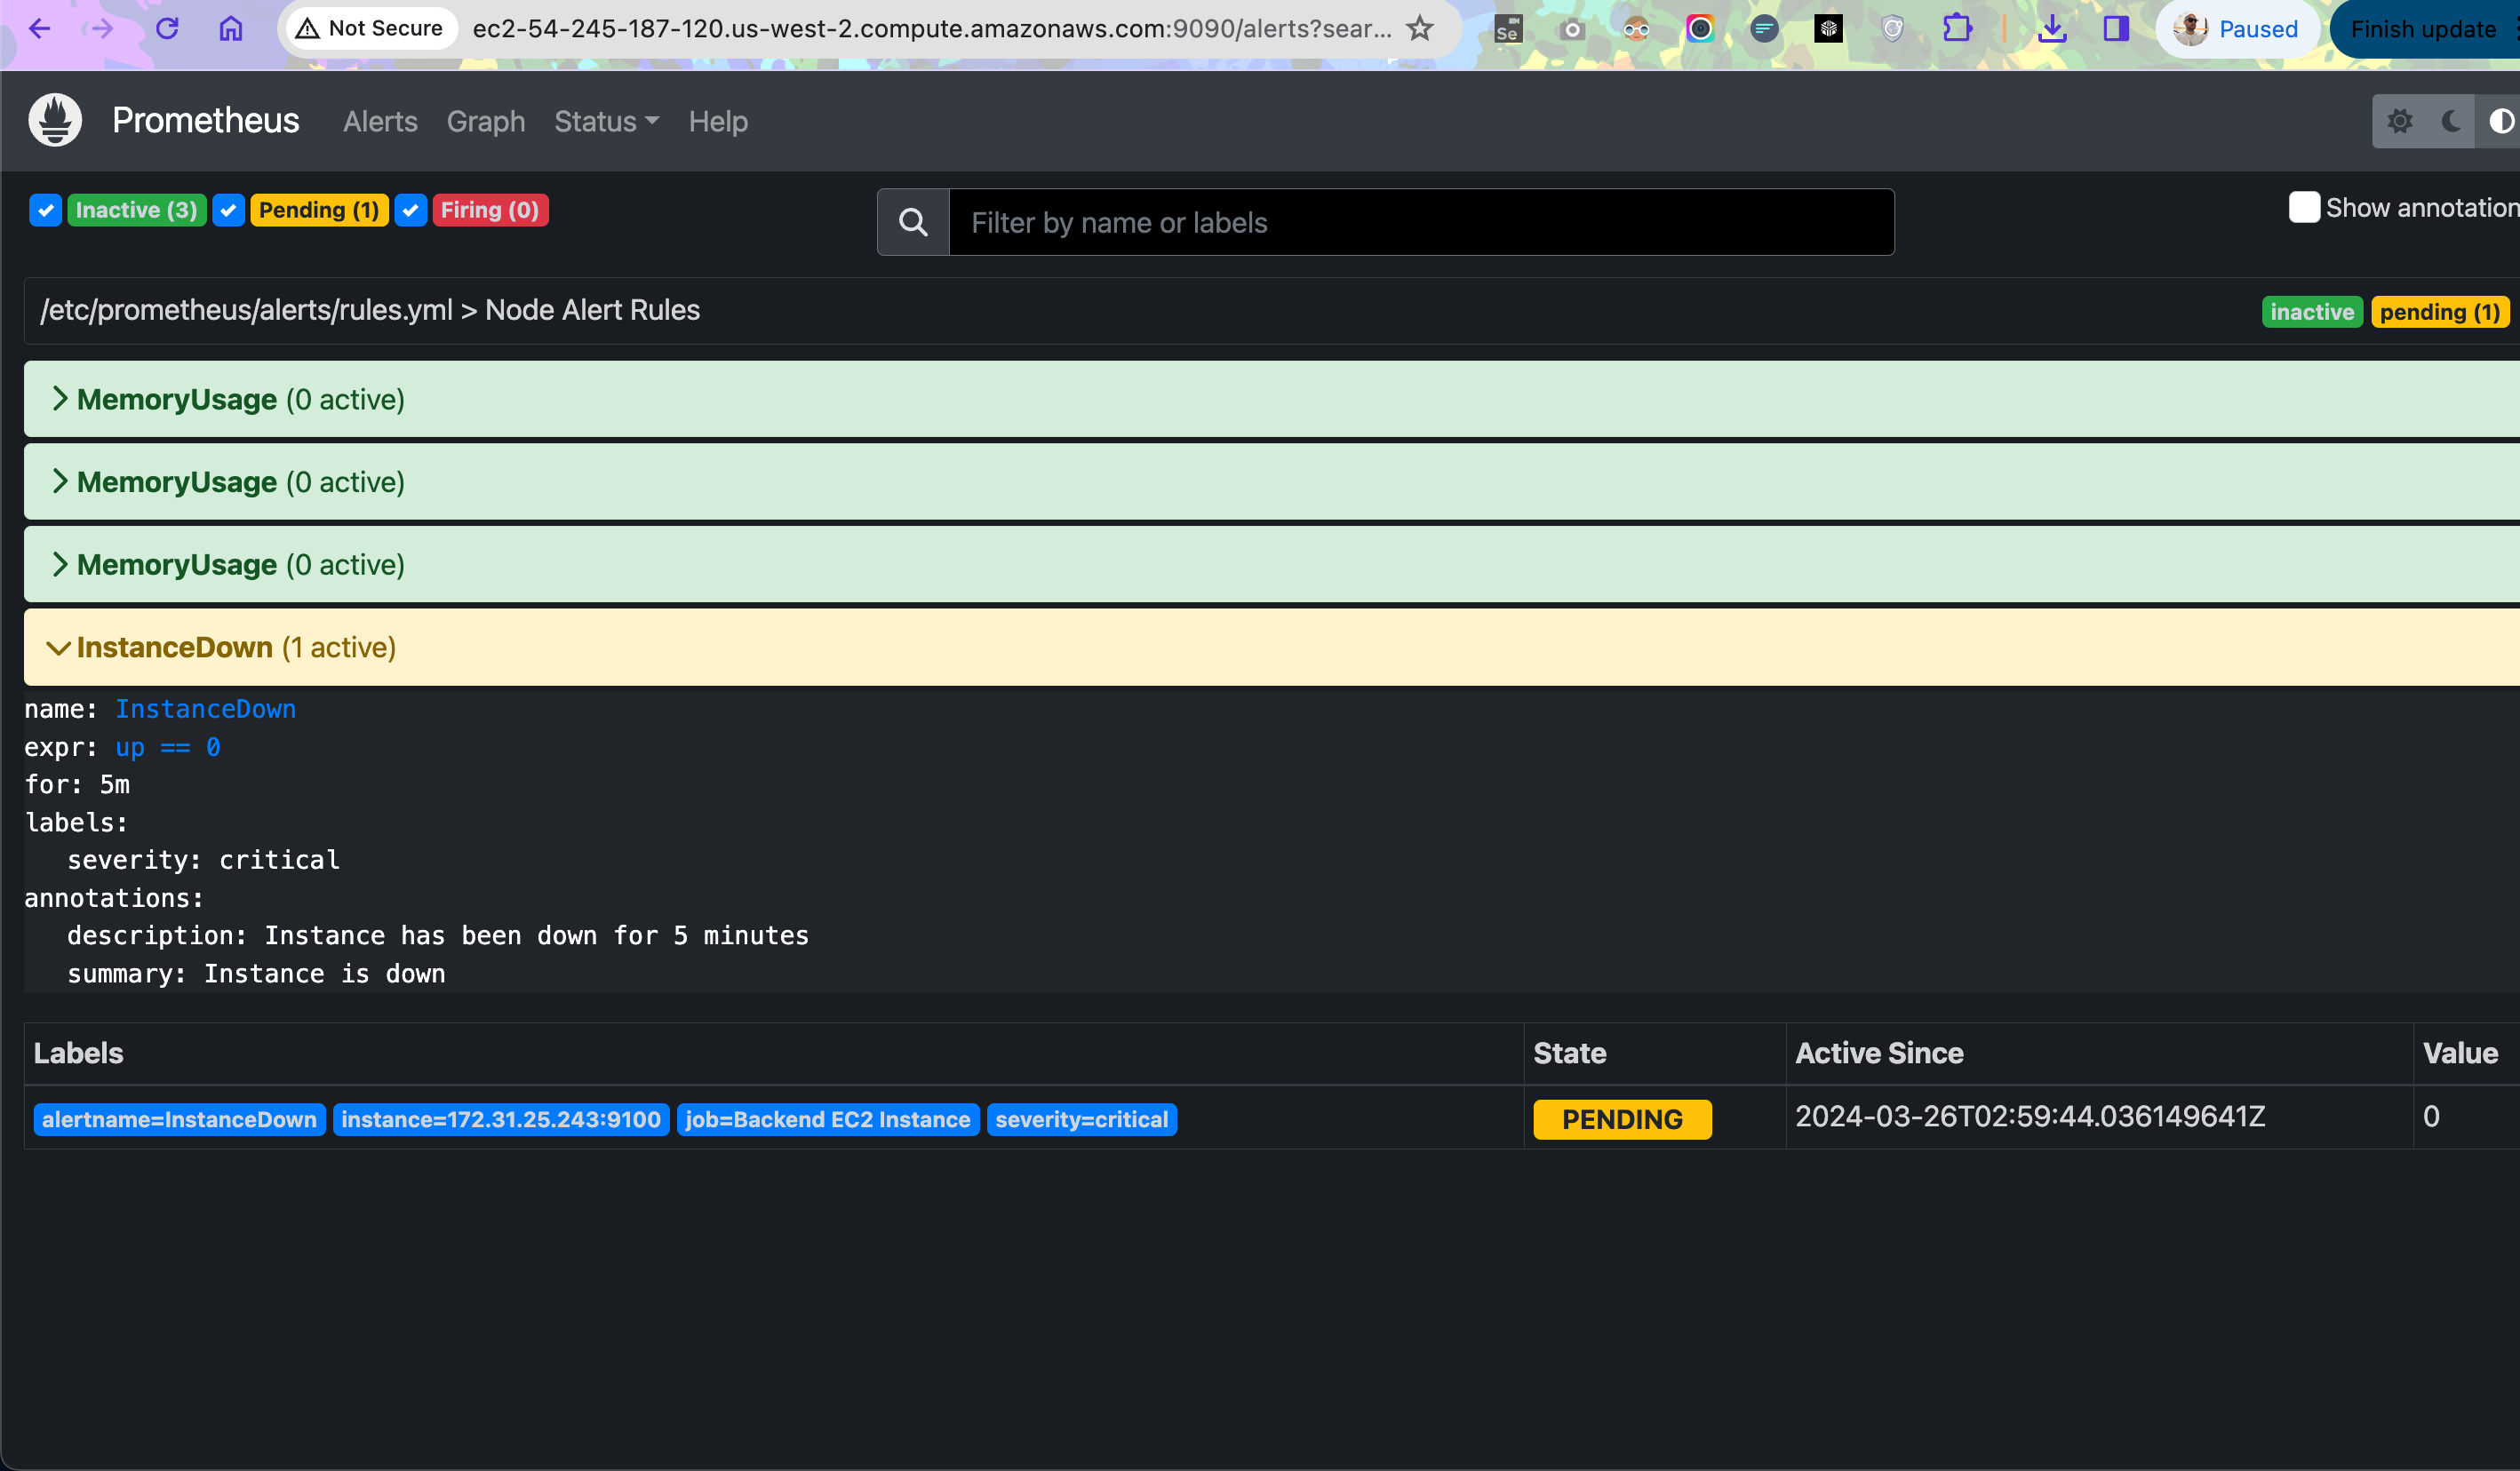 Not Secure ec2-54-245-187-120.us-west-2.compute.amazonaws.com:9090/alerts?sear... Se Paused Finish update
Prometheus Alerts Graph Status Help
Inactive (3) Pending (1) Firing (0) Filter by name or labels Show annotation
/etc/prometheus/alerts/rules.yml > Node Alert Rules inactive pending (1)
MemoryUsage (0 active)
MemoryUsage (0 active)
MemoryUsage (0 active)
InstanceDown (1 active)
name: InstanceDown
expr: up == 0
for: 5m
labels:
severity: critical
annotations:
description: Instance has been down for 5 minutes
summary: Instance is down
Labels State Active Since Value
alertname=InstanceDown instance=172.31.25.243:9100 job=Backend EC2 Instance severity=critical PENDING 2024-03-26T02:59:44.036149641Z 0